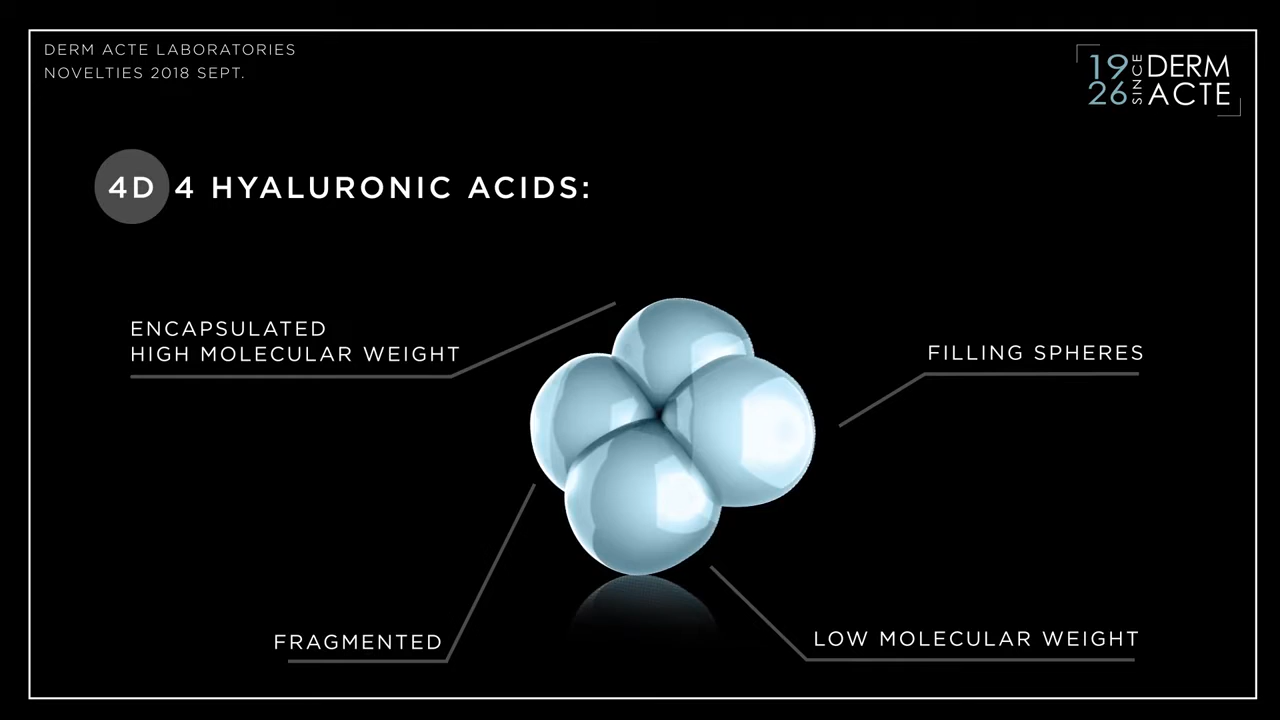 DERM ACTE LABORATORIES
NOVELTIES 2018 SEPT.
19 SINCE DERM
26 ACTE
4D 4 HYALURONIC ACIDS:
ENCAPSULATED
HIGH MOLECULAR WEIGHT
FILLING SPHERES
FRAGMENTED
LOW MOLECULAR WEIGHT